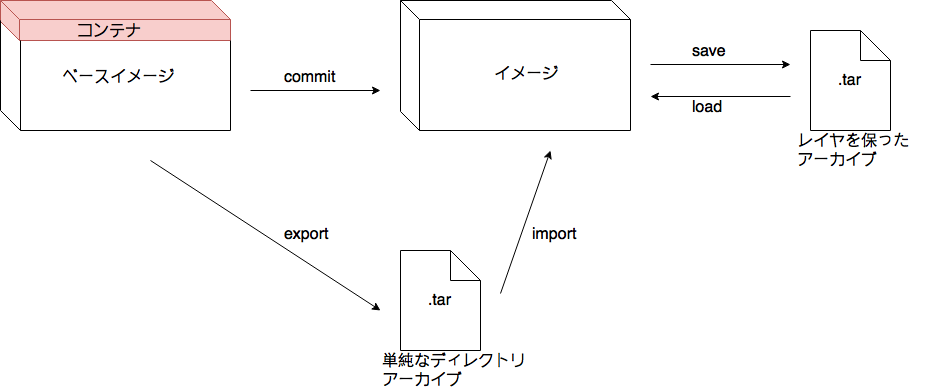 コンテナ
ベースイメージ
commit
イメージ
save
load
.tar
レイヤを保った
アーカイブ
export
import
.tar
単純なディレクトリ
アーカイブ